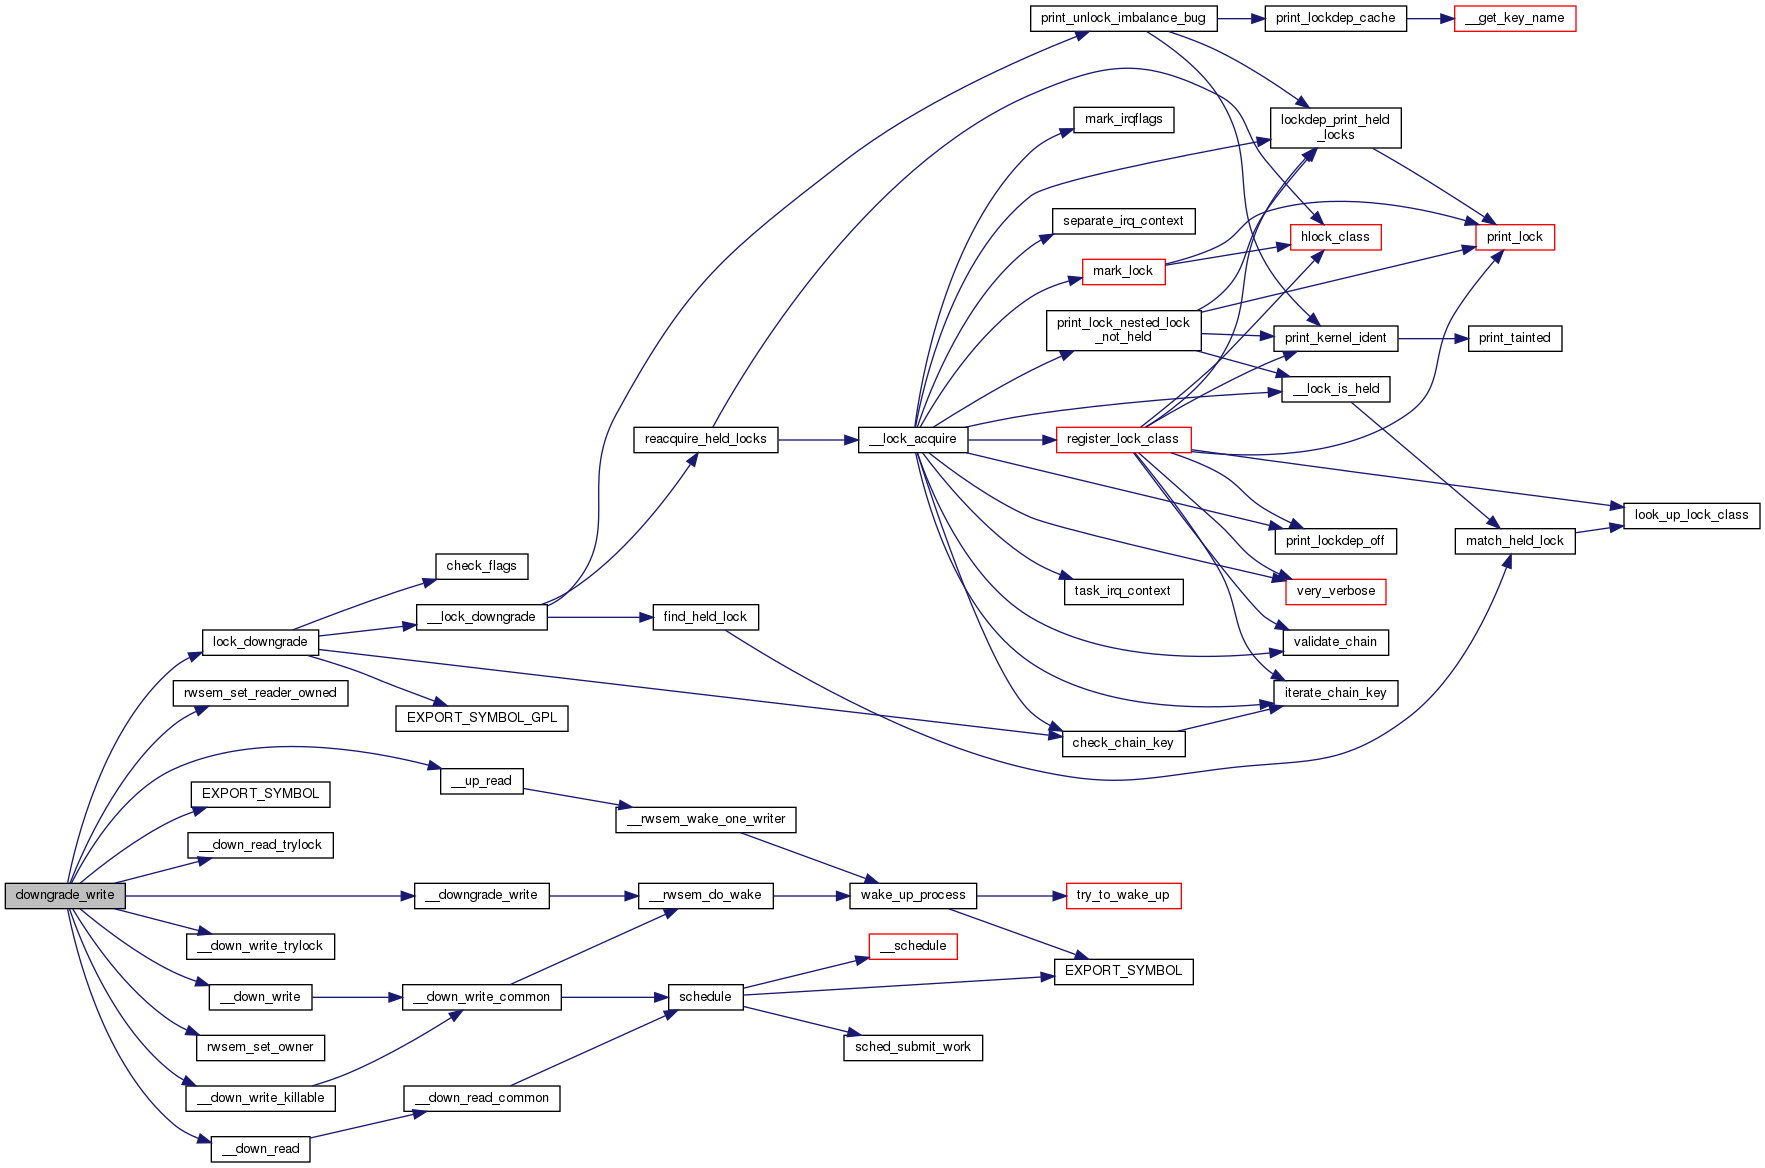 print_unlock_imbalance_bug
print_lockdep_cache
__get_key_name
mark_irqflags
lockdep_print_held
_locks
separate_irq_context
hlock_class
print_lock
mark_lock
print_lock_nested_lock
_not_held
print_kernel_ident
print_tainted
__lock_is_held
reacquire_held_locks
__lock_acquire
register_lock_class
look_up_lock_class
print_lockdep_off
match_held_lock
check_flags
task_irq_context
very_verbose
__lock_downgrade
find_held_lock
lock_downgrade
validate_chain
rwsem_set_reader_owned
iterate_chain_key
EXPORT_SYMBOL_GPL
check_chain_key
__up_read
EXPORT_SYMBOL
__rwsem_wake_one_writer
__down_read_trylock
downgrade_write
__downgrade_write
__rwsem_do_wake
wake_up_process
try_to_wake_up
__down_write_trylock
__schedule
EXPORT_SYMBOL
__down_write
__down_write_common
schedule
rwsem_set_owner
sched_submit_work
__down_write_killable
__down_read_common
__down_read